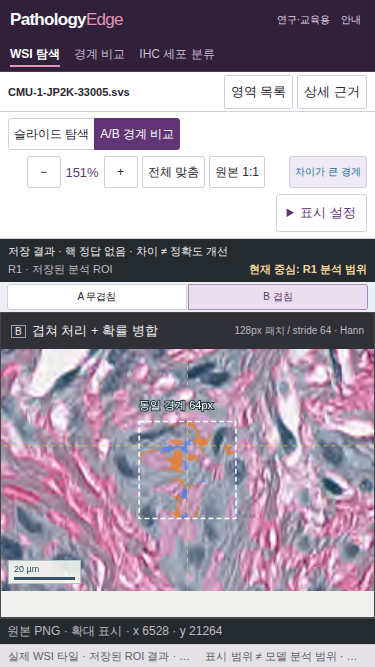 PathologyEdge
연구·교육용 안내
WSI 탐색 경계 비교 IHC 세포 분류
CMU-1-JP2K-33005.svs 영역 목록 상세 근거
슬라이드 탐색 A/B 경계 비교
− 151% + 전체 맞춤 원본 1:1 차이가 큰 경계
▶ 표시 설정
저장 결과 · 핵 정답 없음 · 차이 ≠ 정확도 개선
R1 · 저장된 분석 ROI 현재 중심: R1 분석 범위
A 무겹침 B 겹침
B 겹쳐 처리 + 확률 병합 128px 패치 / stride 64 · Hann
동일 경계 64px
20 µm
원본 PNG · 확대 표시 · x 6528 · y 21264
실제 WSI 타일 · 저장된 ROI 결과 · ... 표시 범위 ≠ 모델 분석 범위 · ...